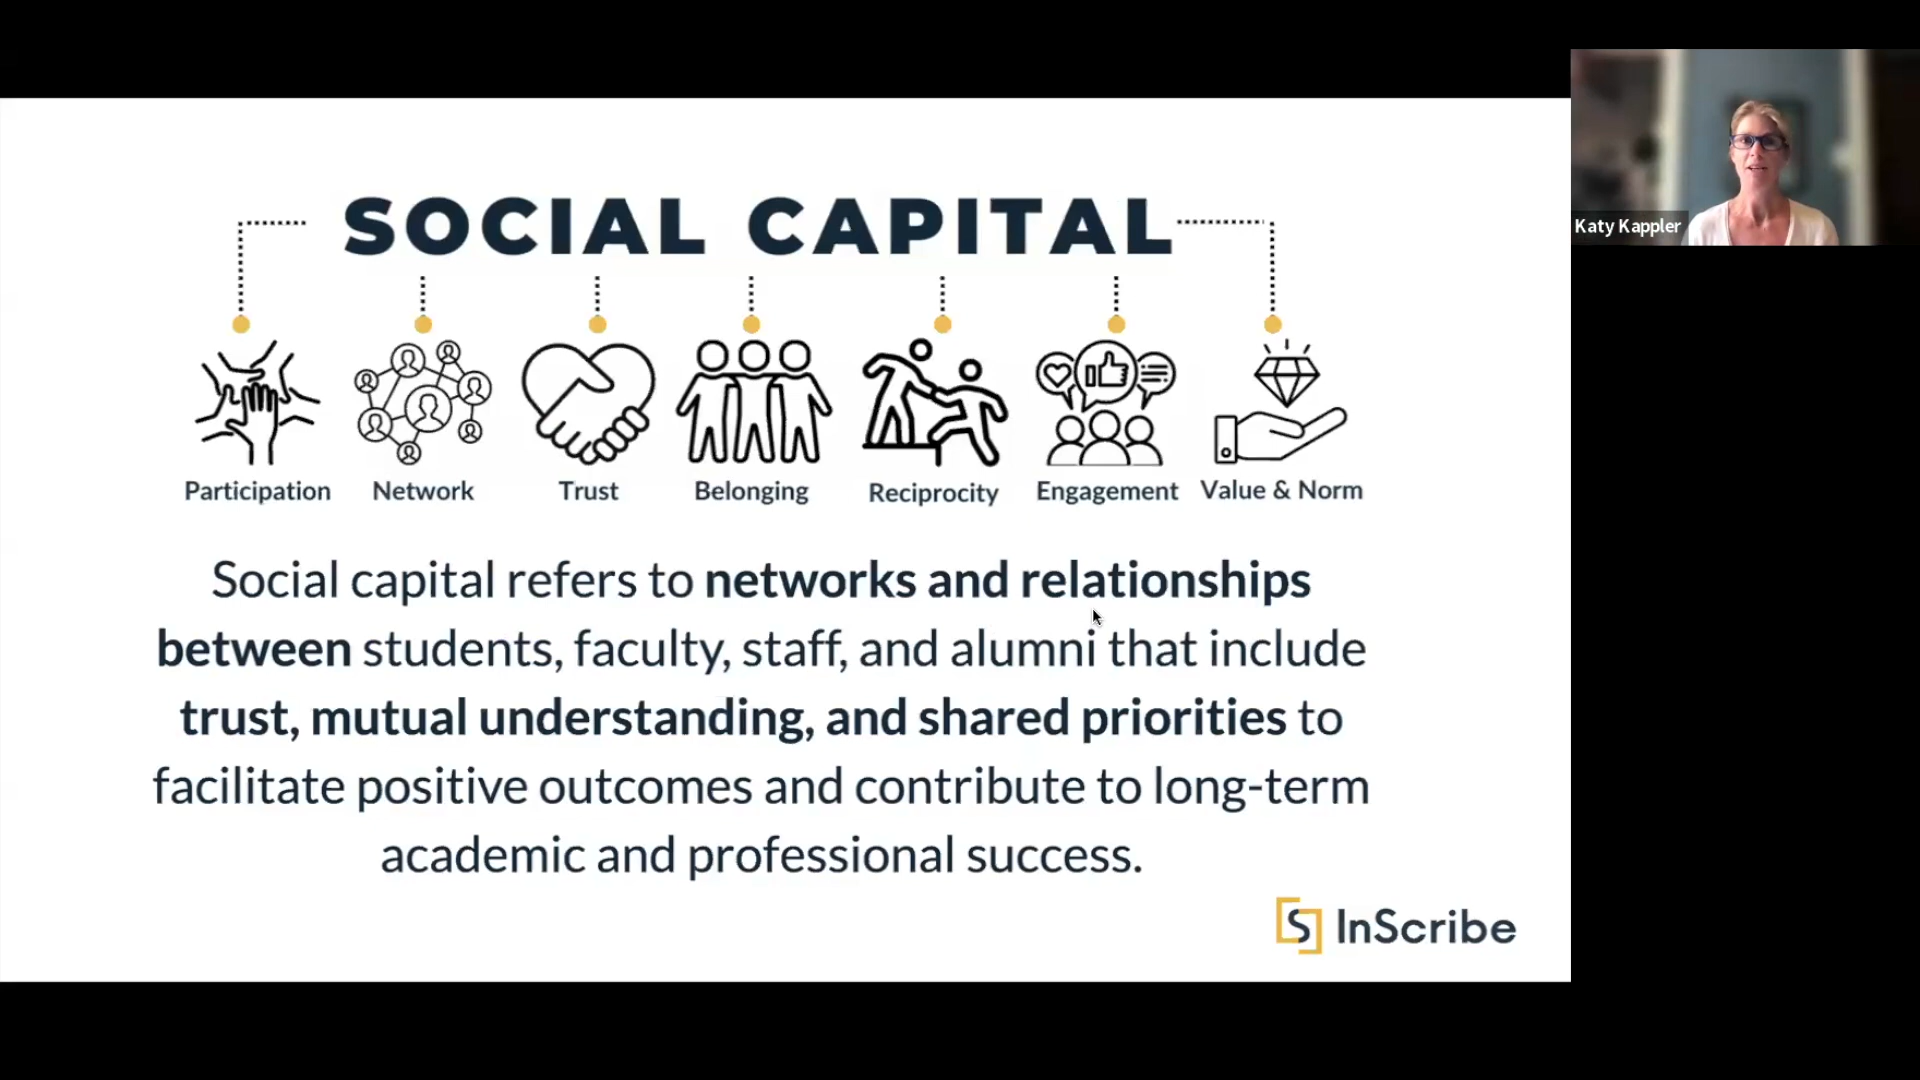 SOCIAL CAPITAL
Participation
Network
Trust
Belonging
Reciprocity
Engagement
Value & Norm
Social capital refers to networks and relationships
between students, faculty, staff, and alumni that include
trust, mutual understanding, and shared priorities to
facilitate positive outcomes and contribute to long-term
academic and professional success.
InScribe
Katy Kappler